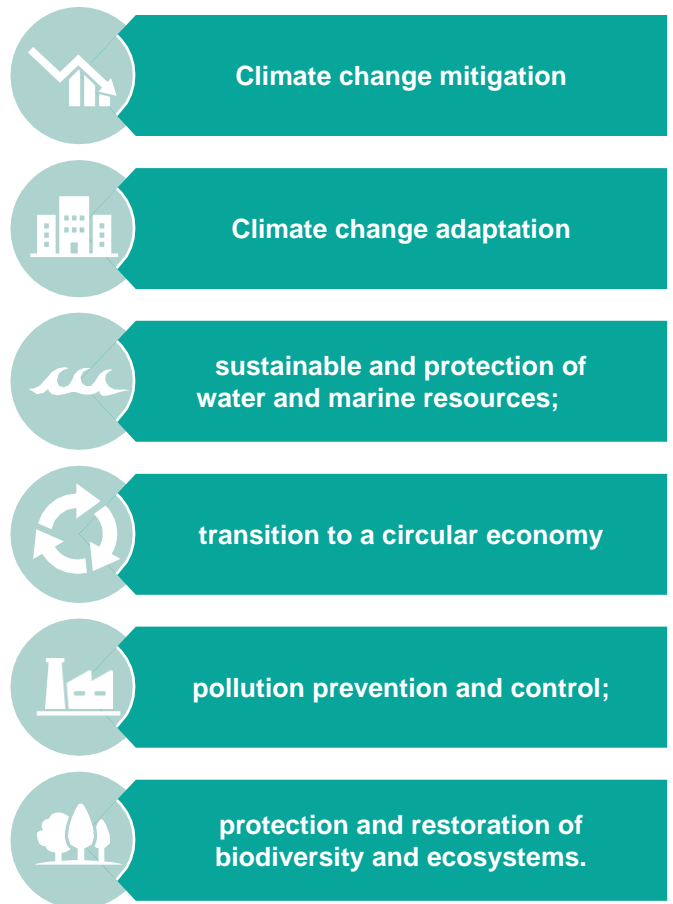 Climate change mitigation
Climate change adaptation
sustainable and protection of
water and marine resources;
transition to a circular economy
pollution prevention and control;
protection and restoration of
biodiversity and ecosystems.